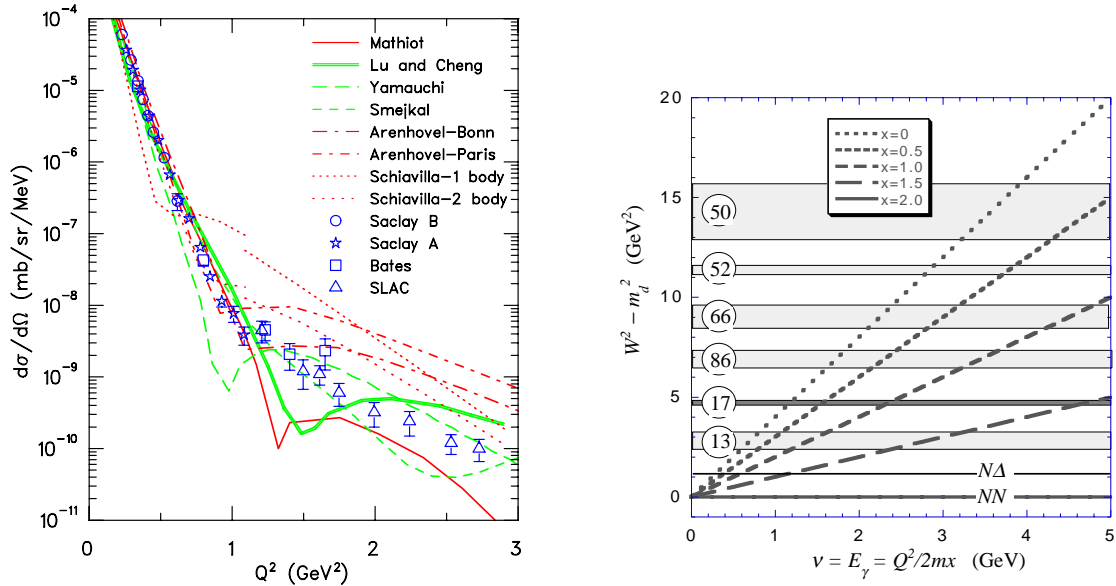 10⁻⁴
10⁻⁵
10⁻⁶
10⁻⁷
10⁻⁸
10⁻⁹
10⁻¹⁰
10⁻¹¹
dσ/dΩ (mb/sr/MeV)
Mathiot
Lu and Cheng
Yamauchi
Smejkal
Arenhovel-Bonn
Arenhovel-Paris
Schiavilla-1 body
Schiavilla-2 body
Saclay B
Saclay A
Bates
SLAC
0 1 2 3
Q² (GeV²)
20
15
10
5
0
W² − m_d² (GeV²)
x=0
x=0.5
x=1.0
x=1.5
x=2.0
50
52
66
86
17
13
NΔ
NN
0 1 2 3 4 5
ν = E_γ = Q²/2mx (GeV)